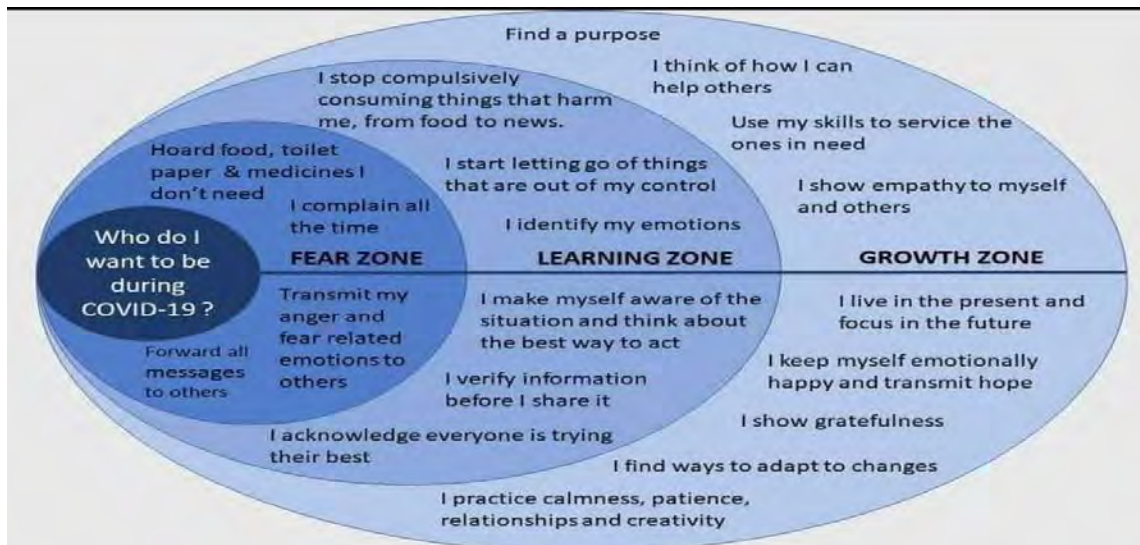 Find a purpose
I think of how I can
help others
Use my skills to service the
ones in need
I show empathy to myself
and others
I stop compulsively
consuming things that harm
me, from food to news.
I start letting go of things
that are out of my control
I identify my emotions
Hoard food, toilet
paper & medicines I
don't need
I complain all
the time
Who do I
want to be
during
COVID-19 ?
FEAR ZONE
LEARNING ZONE
GROWTH ZONE
Transmit my
anger and
fear related
emotions to
others
Forward all
messages
to others
I make myself aware of the
situation and think about
the best way to act
I verify information
before I share it
I acknowledge everyone is trying
their best
I live in the present and
focus in the future
I keep myself emotionally
happy and transmit hope
I show gratefulness
I find ways to adapt to changes
I practice calmness, patience,
relationships and creativity